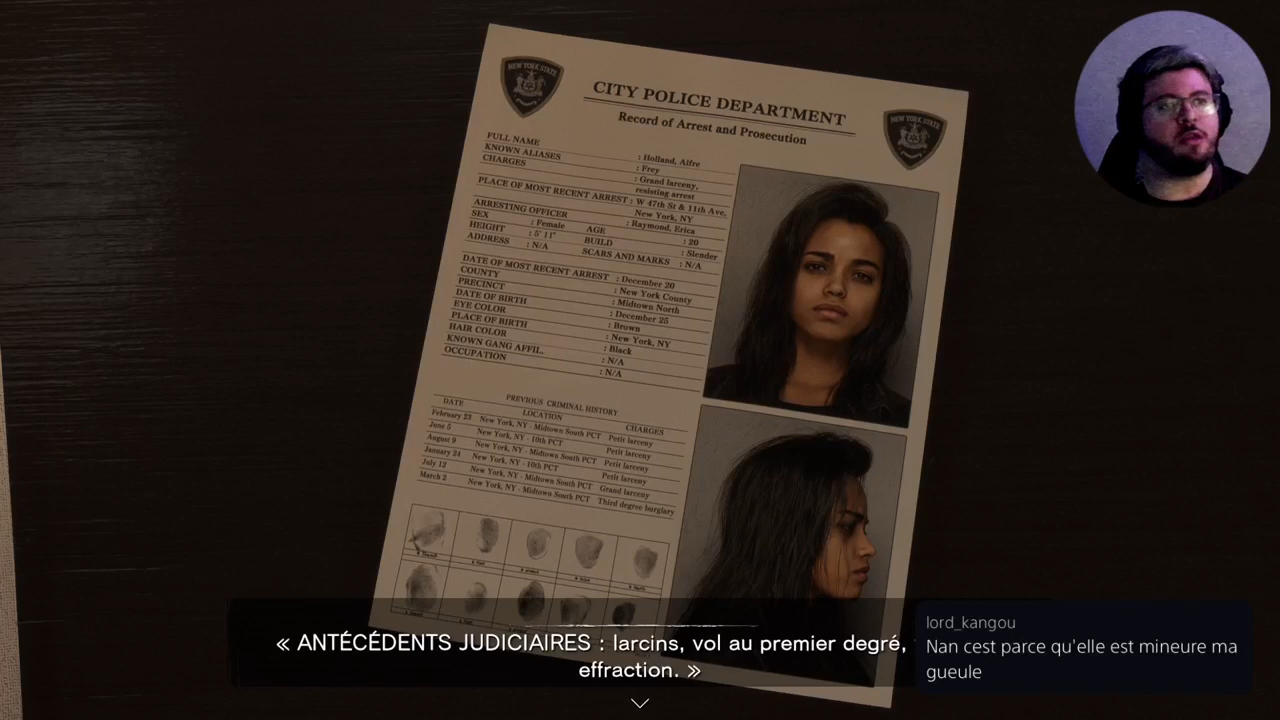 NEW YORK STATE
CITY POLICE DEPARTMENT
Record of Arrest and Prosecution
NEW YORK STATE
FULL NAME : Holland, Alfre
KNOWN ALIASES : Frey
CHARGES : Grand larceny,
resisting arrest
PLACE OF MOST RECENT ARREST : W 47th St & 11th Ave,
New York, NY
ARRESTING OFFICER : Raymond, Erica
SEX : Female AGE : 20
HEIGHT : 5' 11" BUILD : Slender
ADDRESS : N/A SCARS AND MARKS : N/A
DATE OF MOST RECENT ARREST : December 20
COUNTY : New York County
PRECINCT : Midtown North
DATE OF BIRTH : December 25
EYE COLOR : Brown
PLACE OF BIRTH : New York, NY
HAIR COLOR : Black
KNOWN GANG AFFIL. : N/A
OCCUPATION : N/A
PREVIOUS CRIMINAL HISTORY
DATE LOCATION CHARGES
February 23 New York, NY - Midtown South PCT Petit larceny
June 5 New York, NY - 10th PCT Petit larceny
August 9 New York, NY - Midtown South PCT Petit larceny
January 24 New York, NY - 10th PCT Petit larceny
July 12 New York, NY - Midtown South PCT Grand larceny
March 2 New York, NY - Midtown South PCT Third degree burglary
« ANTÉCÉDENTS JUDICIAIRES : larcins, vol au premier degré,
effraction. »
lord_kangou
Nan cest parce qu'elle est mineure ma
gueule